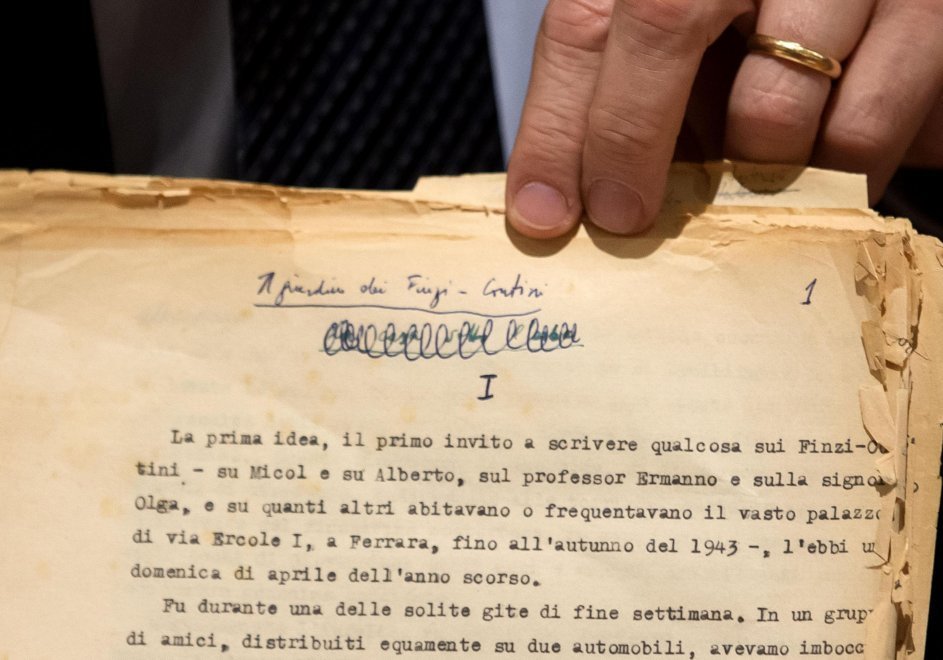 Il giardino dei Finzi-Contini
1
I
La prima idea, il primo invito a scrivere qualcosa sui Finzi-Co
tini - su Micol e su Alberto, sul professor Ermanno e sulla signo
Olga, e su quanti altri abitavano o frequentavano il vasto palazzo
di via Ercole I, a Ferrara, fino all'autunno del 1943 -, l'ebbi u
domenica di aprile dell'anno scorso.
Fu durante una delle solite gite di fine settimana. In un grup
di amici, distribuiti equamente su due automobili, avevamo imbocc